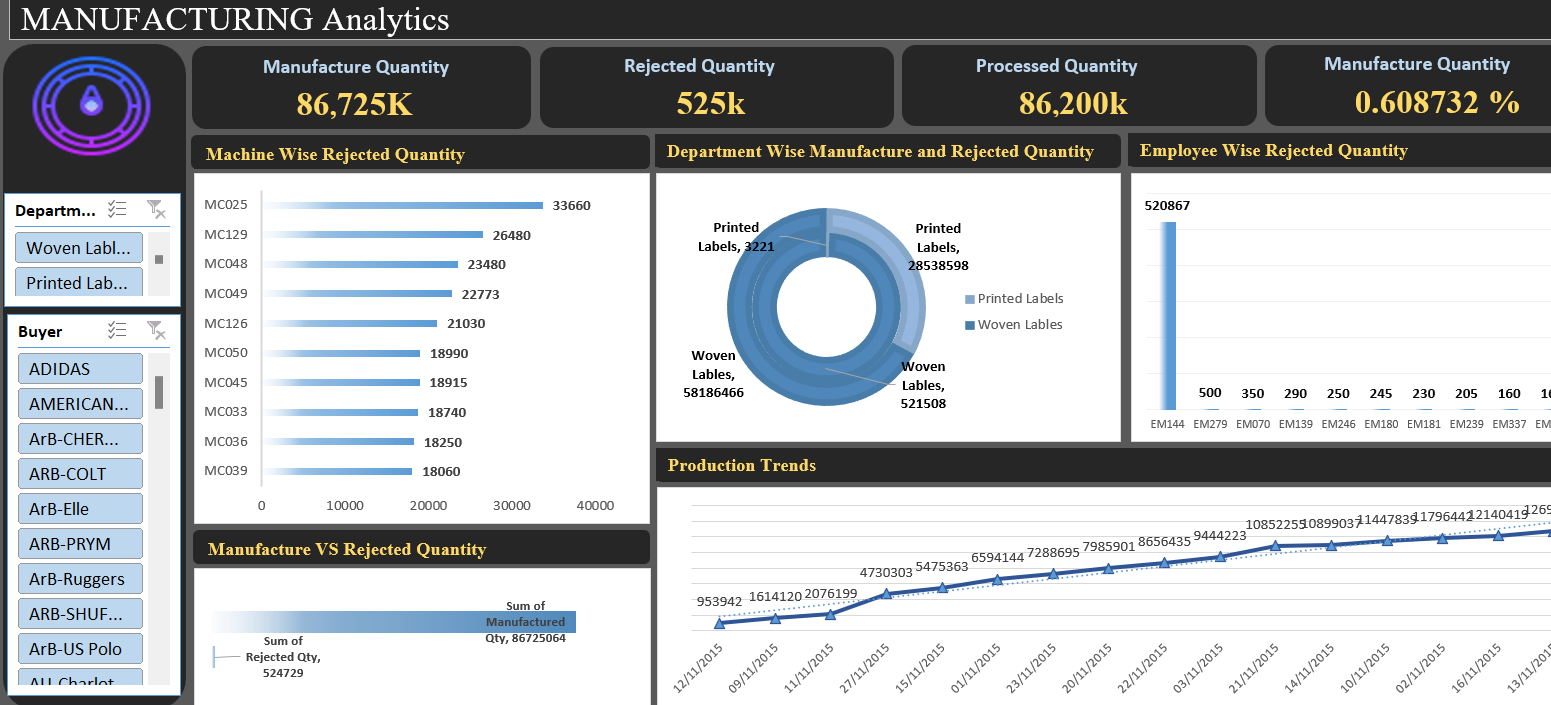 MANUFACTURING Analytics
Manufacture Quantity
86,725K
Rejected Quantity
525k
Processed Quantity
86,200k
Manufacture Quantity
0.608732 %
Departm...
Woven Labl...
Printed Lab...
Buyer
ADIDAS
AMERICAN...
ArB-CHER...
ARB-COLT
ArB-Elle
ArB-PRYM
ArB-Ruggers
ARB-SHUF...
ArB-US Polo
Machine Wise Rejected Quantity
MC025 33660
MC129 26480
MC048 23480
MC049 22773
MC126 21030
MC050 18990
MC045 18915
MC033 18740
MC036 18250
MC039 18060
0 10000 20000 30000 40000
Manufacture VS Rejected Quantity
Sum of
Manufactured
Qty, 86725064
Sum of
Rejected Qty,
524729
Department Wise Manufacture and Rejected Quantity
Printed
Labels, 3221
Printed
Labels,
28538598
Woven
Lables,
58186466
Woven
Lables,
521508
Printed Labels
Woven Lables
Employee Wise Rejected Quantity
520867
500 350 290 250 245 230 205 160
EM144 EM279 EM070 EM139 EM246 EM180 EM181 EM239 EM337
Production Trends
953942 1614120 2076199 4730303 5475363 6594144 7288695 7985901 8656435 9444223 10852255 10899037 11447839 11796442 12140419
12/11/2015 09/11/2015 11/11/2015 27/11/2015 15/11/2015 01/11/2015 23/11/2015 20/11/2015 22/11/2015 03/11/2015 21/11/2015 14/11/2015 10/11/2015 02/11/2015 16/11/2015 13/11/2015